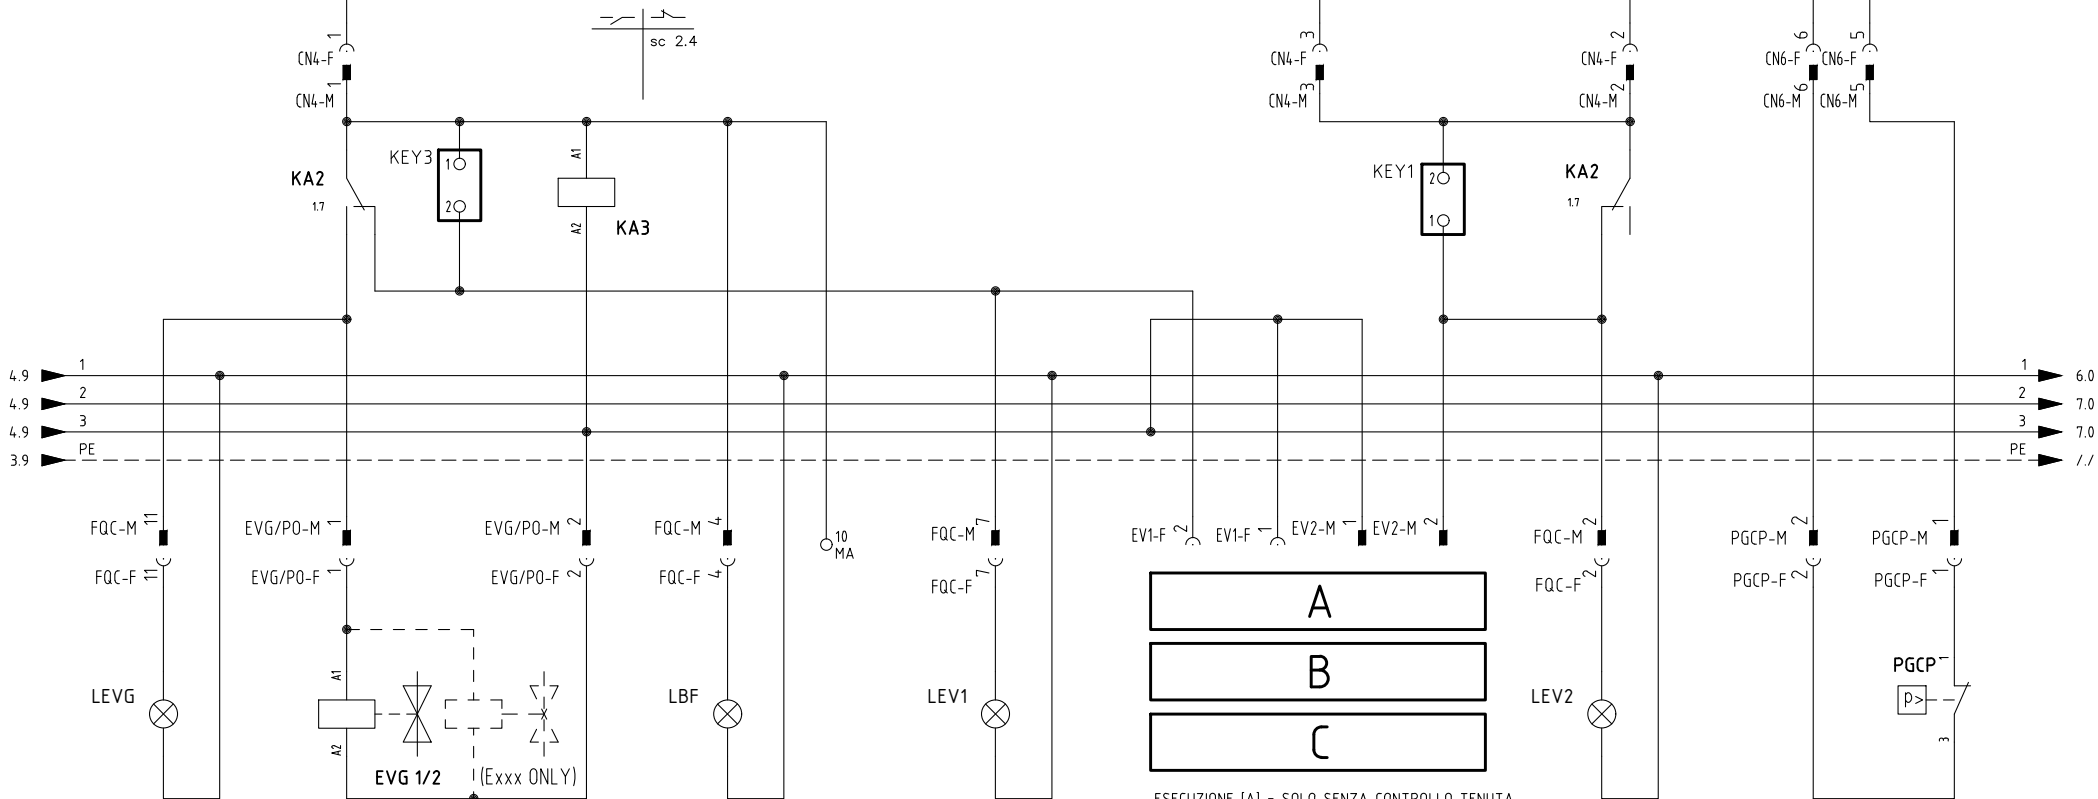 sc 2.4
1 3 2 6 5
CN4-F CN4-F CN4-F CN6-F CN6-F
1 3 2 6 5
CN4-M CN4-M CN4-M CN6-M CN6-M
KEY3 1 2
A1
KA2
1.7
A2
KA3
KEY1 2 1
KA2
1.7
4.9 1 1 6.0
4.9 2 2 7.0
4.9 3 3 7.0
3.9 PE PE /./
FQC-M 11 EVG/PO-M 1 EVG/PO-M 2 FQC-M 4 10 MA FQC-M 7 EV1-F 2 EV1-F 1 EV2-M 1 EV2-M 2 FQC-M 2 PGCP-M 2 PGCP-M 1
FQC-F 11 EVG/PO-F 1 EVG/PO-F 2 FQC-F 4 FQC-F 7 FQC-F 2 PGCP-F 2 PGCP-F 1
A
B
C
A1
PGCP 1
LEVG LBF LEV1 LEV2
p>
A2
3
EVG 1/2 (Exxx ONLY)
ESECUZIONE [A] - SOLO SENZA CONTROLLO TENUTA